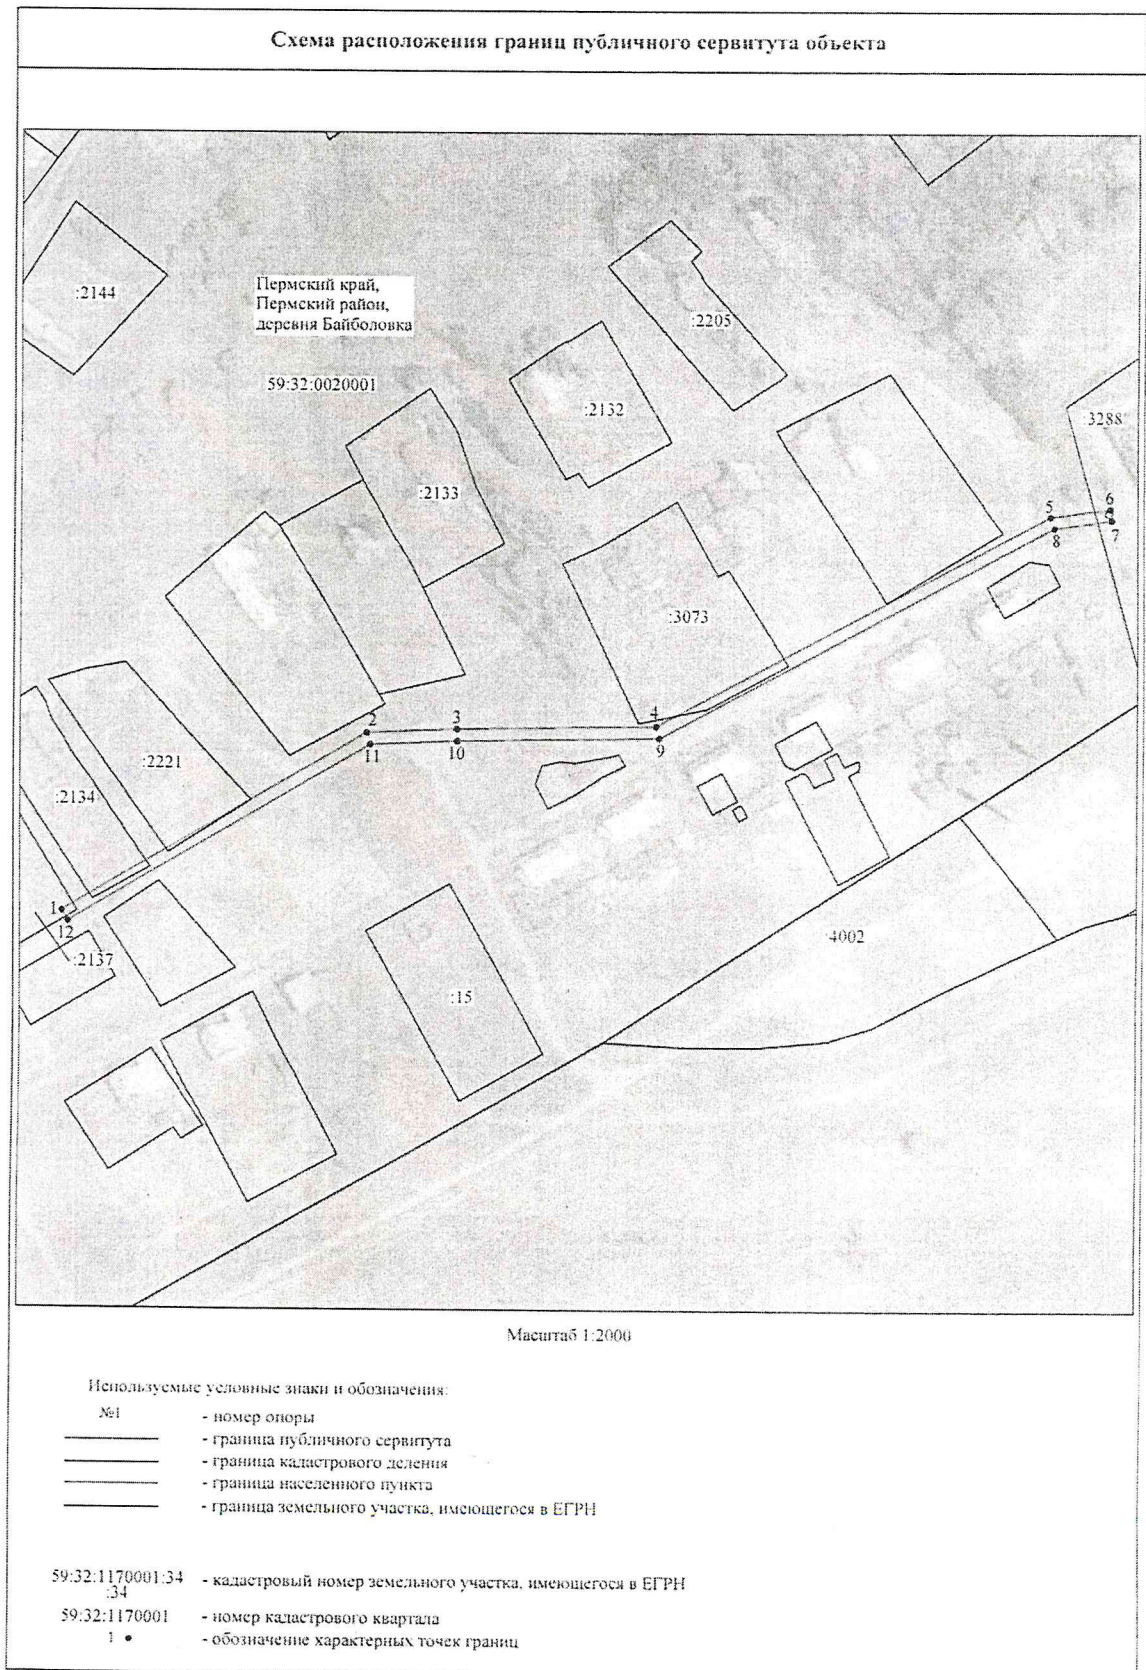 Схема расположения границ публичного сервитута объекта
:2144
Пермский край,
Пермский район,
деревня Байболовка
59:32:0020001
:2205
:2132
:3288
:2133
5
6
8
7
:3073
2
3
4
11
10
9
:2221
:2134
1
12
:2137
:4002
:15
Масштаб 1:2000
Используемые условные знаки и обозначения:
№1 - номер опоры
- граница публичного сервитута
- граница кадастрового деления
- граница населенного пункта
- граница земельного участка, имеющегося в ЕГРН
59:32:1170001:34
:34
- кадастровый номер земельного участка, имеющегося в ЕГРН
59:32:1170001 - номер кадастрового квартала
1 • - обозначение характерных точек границ